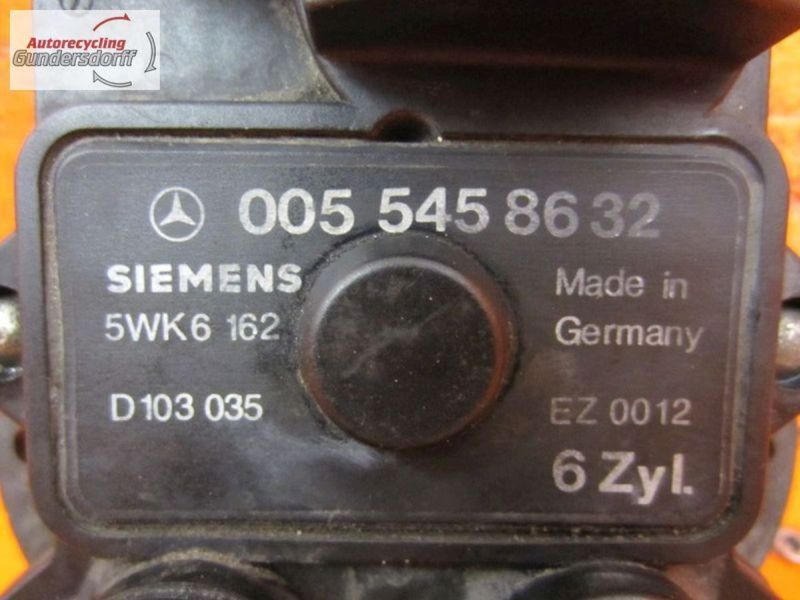 Autorecycling
Gundersdorff
005 545 86 32
SIEMENS
5WK6 162
Made in
Germany
D 103 035
EZ 0012
6 Zyl.